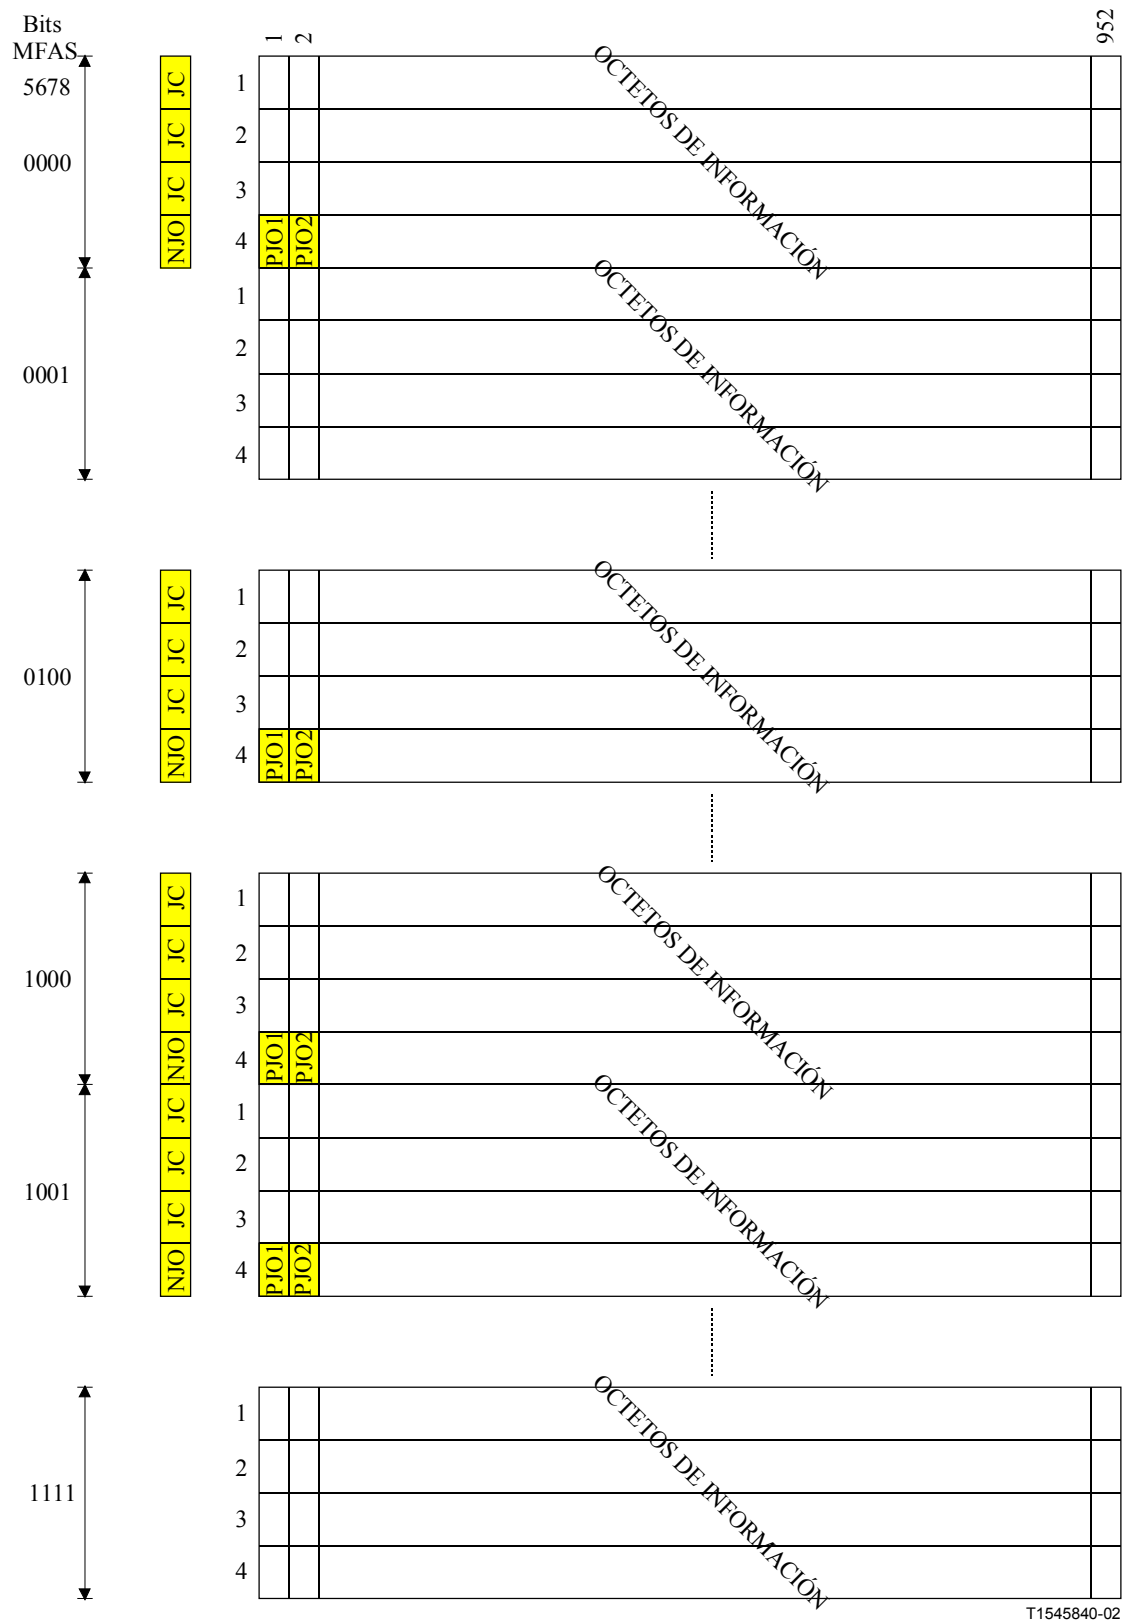 Bits
MFAS
5678
1 2 952
0000
JC 1
JC 2
JC 3
NJO 4 PJO1 PJO2
OCTETOS DE INFORMACIÓN
0001
1
2
3
4
OCTETOS DE INFORMACIÓN
0100
JC 1
JC 2
JC 3
NJO 4 PJO1 PJO2
OCTETOS DE INFORMACIÓN
1000
JC 1
JC 2
JC 3
NJO 4 PJO1 PJO2
OCTETOS DE INFORMACIÓN
1001
JC 1
JC 2
JC 3
NJO 4 PJO1 PJO2
OCTETOS DE INFORMACIÓN
1111
1
2
3
4
OCTETOS DE INFORMACIÓN
T1545840-02